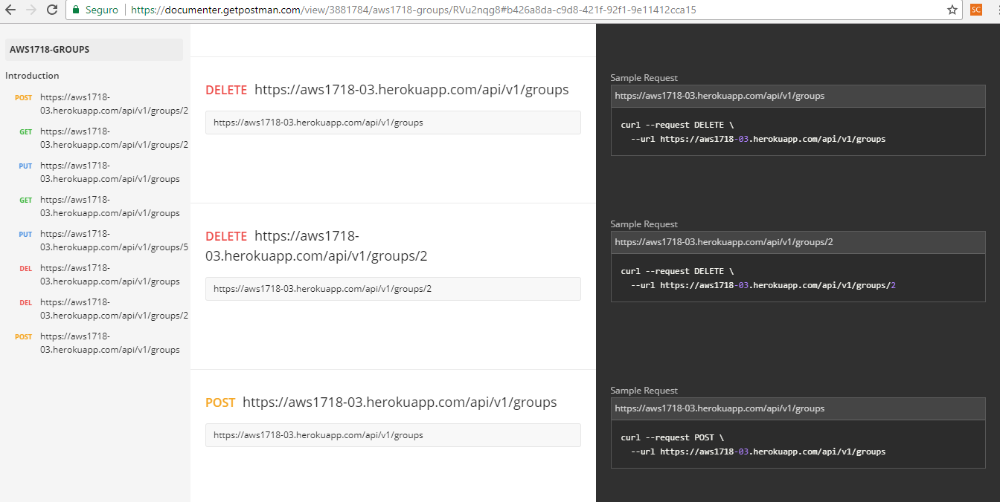 Seguro
https://documenter.getpostman.com/view/3881784/aws1718-groups/RVu2nqg8#b426a8da-c9d8-421f-92f1-9e11412cca15
SC
AWS1718-GROUPS
Introduction
POST https://aws1718-
03.herokuapp.com/api/v1/groups/2
GET https://aws1718-
03.herokuapp.com/api/v1/groups/2
PUT https://aws1718-
03.herokuapp.com/api/v1/groups
GET https://aws1718-
03.herokuapp.com/api/v1/groups
PUT https://aws1718-
03.herokuapp.com/api/v1/groups/5
DEL https://aws1718-
03.herokuapp.com/api/v1/groups
DEL https://aws1718-
03.herokuapp.com/api/v1/groups/2
POST https://aws1718-
03.herokuapp.com/api/v1/groups
DELETE https://aws1718-03.herokuapp.com/api/v1/groups
https://aws1718-03.herokuapp.com/api/v1/groups
DELETE https://aws1718-
03.herokuapp.com/api/v1/groups/2
https://aws1718-03.herokuapp.com/api/v1/groups/2
POST https://aws1718-03.herokuapp.com/api/v1/groups
https://aws1718-03.herokuapp.com/api/v1/groups
Sample Request
https://aws1718-03.herokuapp.com/api/v1/groups
curl --request DELETE \
--url https://aws1718-03.herokuapp.com/api/v1/groups
Sample Request
https://aws1718-03.herokuapp.com/api/v1/groups/2
curl --request DELETE \
--url https://aws1718-03.herokuapp.com/api/v1/groups/2
Sample Request
https://aws1718-03.herokuapp.com/api/v1/groups
curl --request POST \
--url https://aws1718-03.herokuapp.com/api/v1/groups